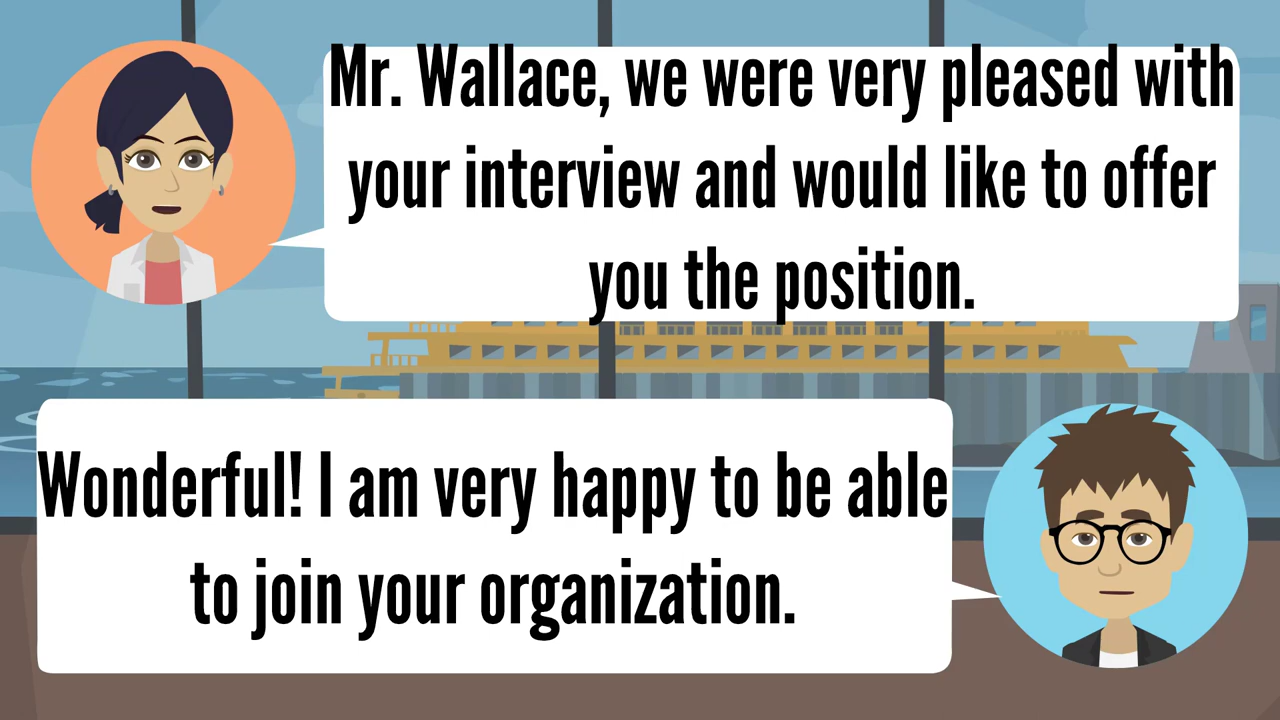 Mr. Wallace, we were very pleased with
your interview and would like to offer
you the position.
Wonderful! I am very happy to be able
to join your organization.